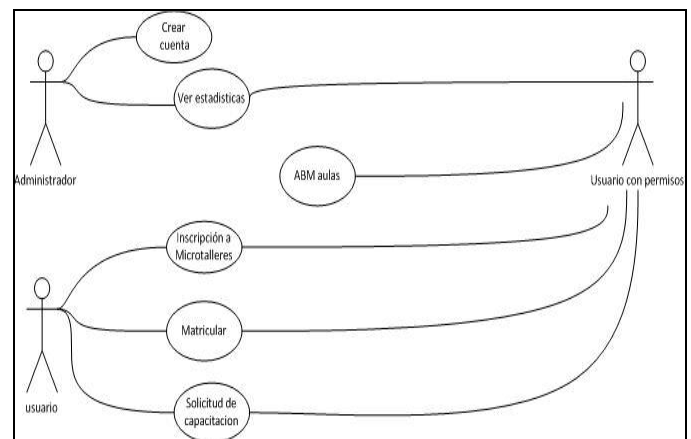 Crear
cuenta
Ver estadisticas
ABM aulas
Administrador
Usuario con permisos
Inscripción a
Microtalleres
Matricular
usuario
Solicitud de
capacitacion